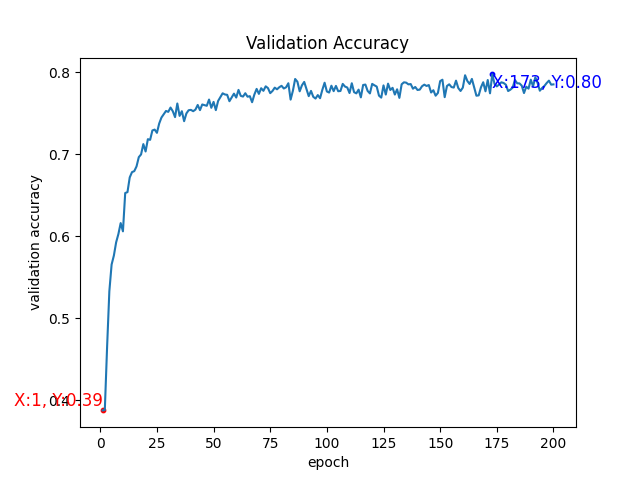 Validation Accuracy
validation accuracy
0.8
0.7
0.6
0.5
0.4
X:173, Y:0.80
X:1, Y:0.39
0 25 50 75 100 125 150 175 200
epoch